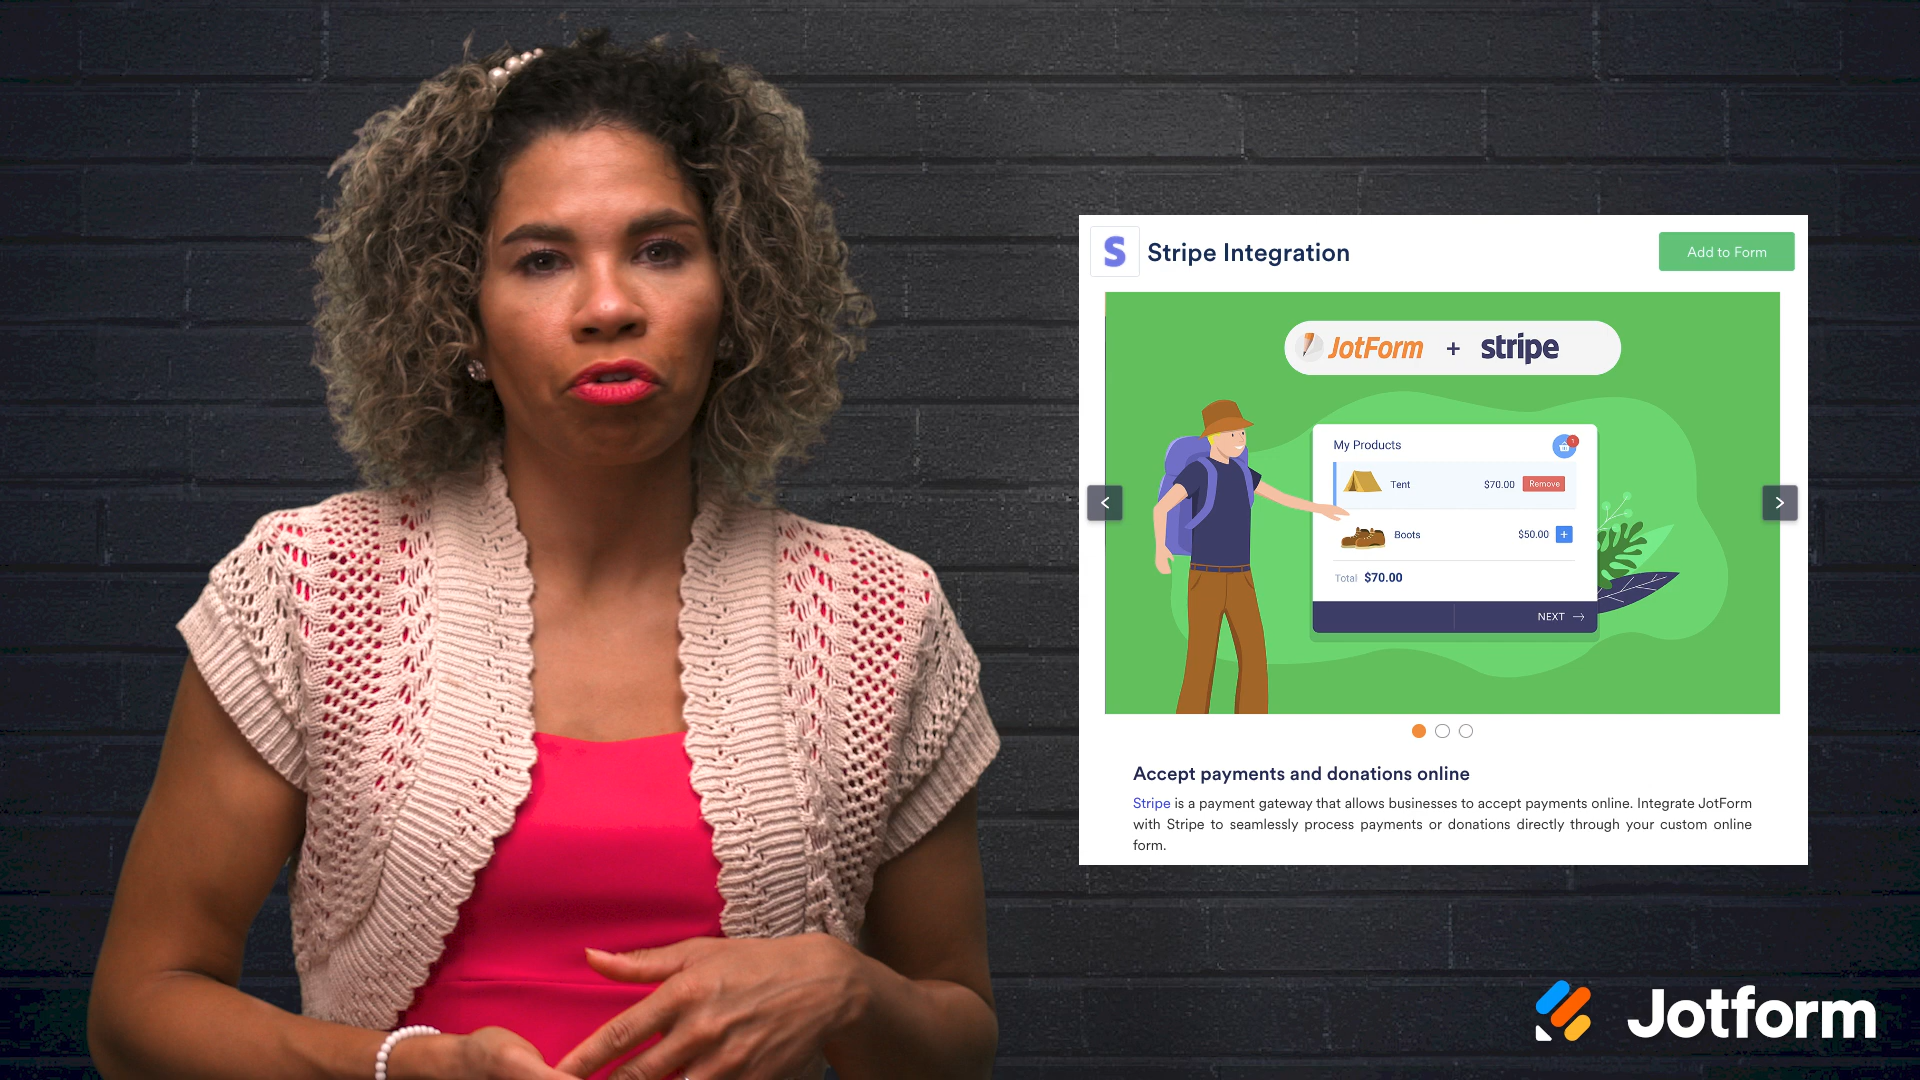 S Stripe Integration
Add to Form
JotForm + stripe
My Products
1
Tent $70.00 Remove
Boots $50.00 +
Total $70.00
NEXT →
< >
Accept payments and donations online
Stripe is a payment gateway that allows businesses to accept payments online. Integrate JotForm
with Stripe to seamlessly process payments or donations directly through your custom online
form.
Jotform